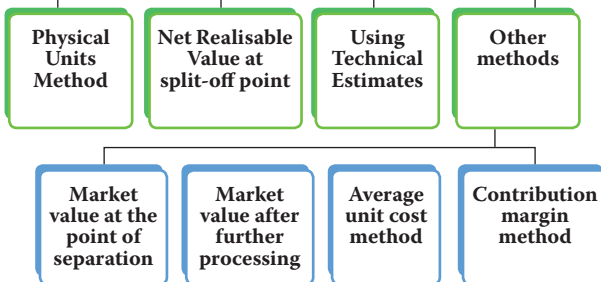 Physical
Units
Method
Net Realisable
Value at
split-off point
Using
Technical
Estimates
Other
methods
Market
value at the
point of
separation
Market
value after
further
processing
Average
unit cost
method
Contribution
margin
method